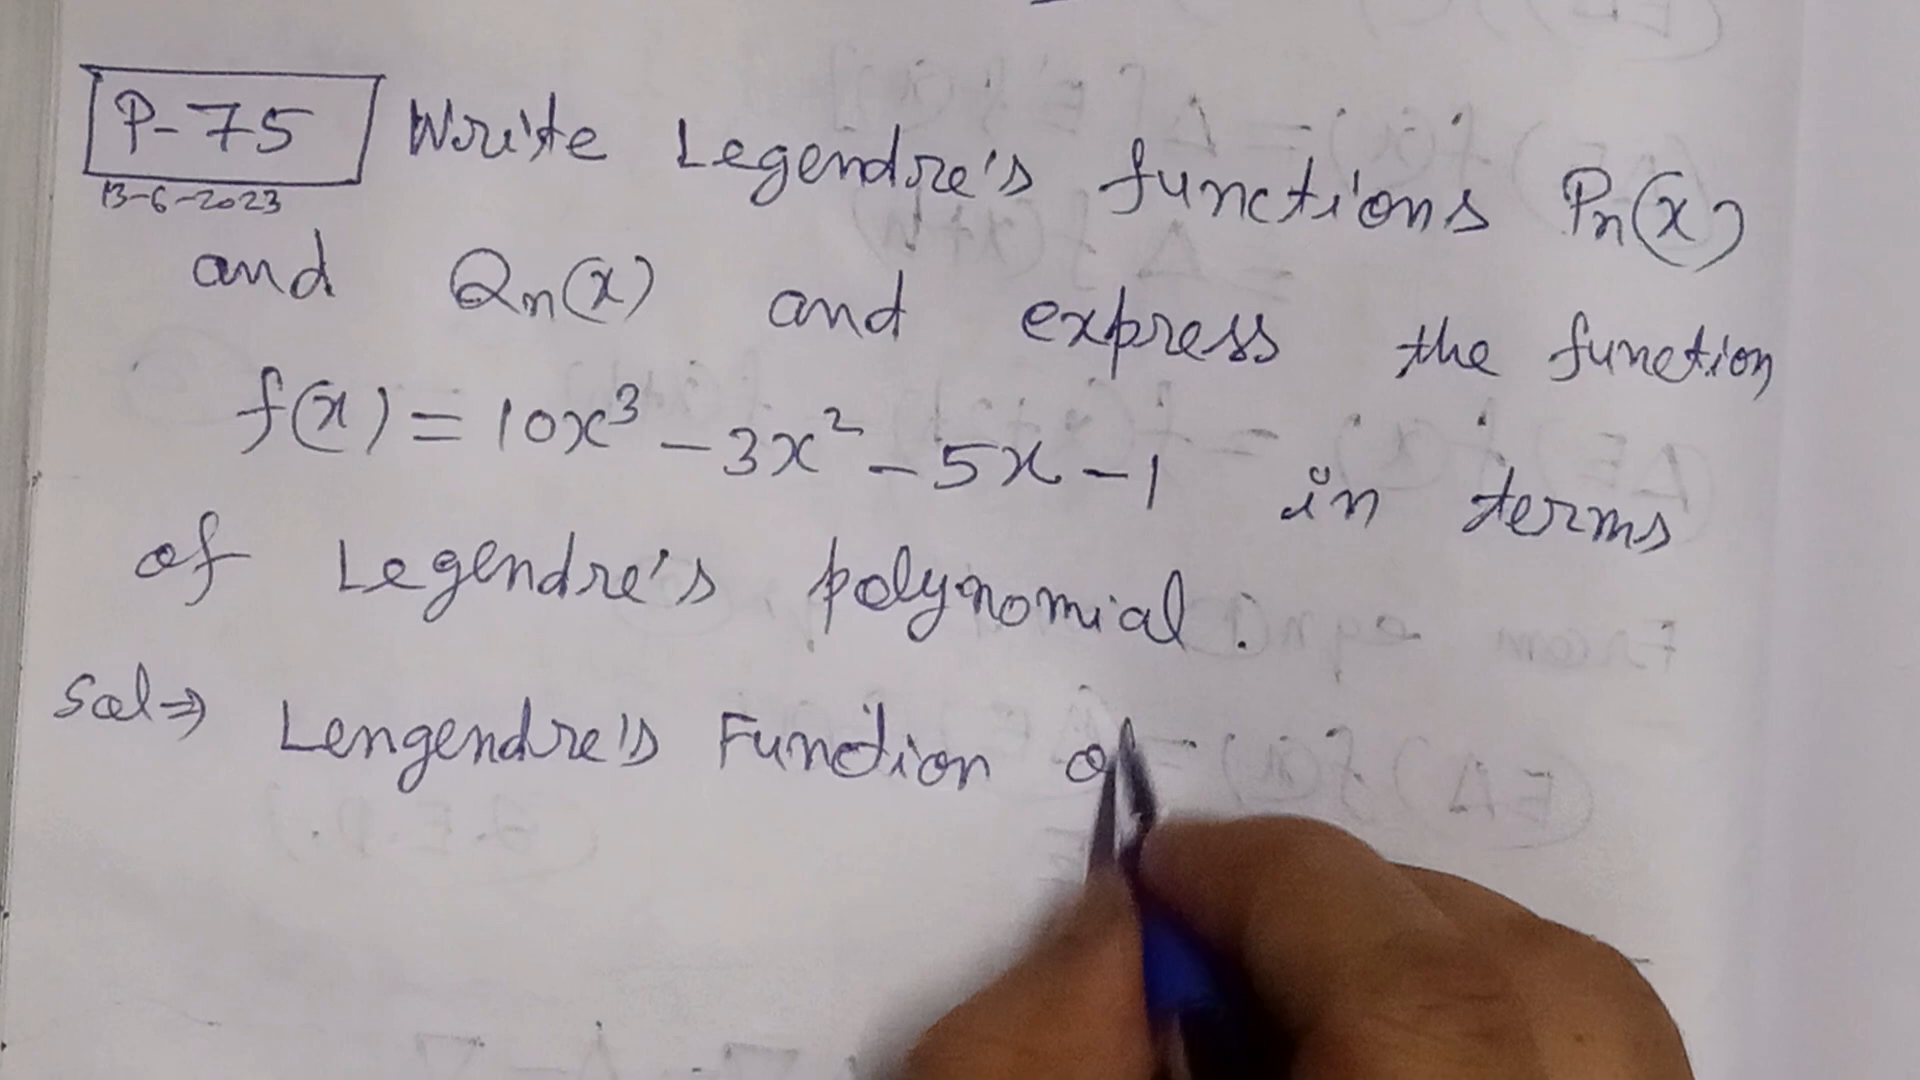 P-75 Write Legendre's functions Pn(x)
13-6-2023
and Qn(x) and express the function
f(x) = 10x³ - 3x² - 5x - 1 in terms
of Legendre's polynomial.
Sol⇒ Lengendre's Function of